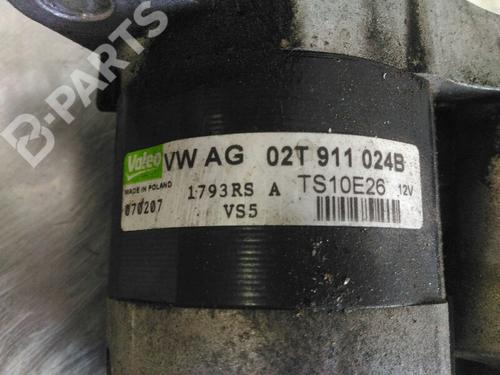 B-PARTS
Valeo VW AG 02T 911 024B
MADE IN POLAND 1793RS A TS10E26 12V
070207 VS5